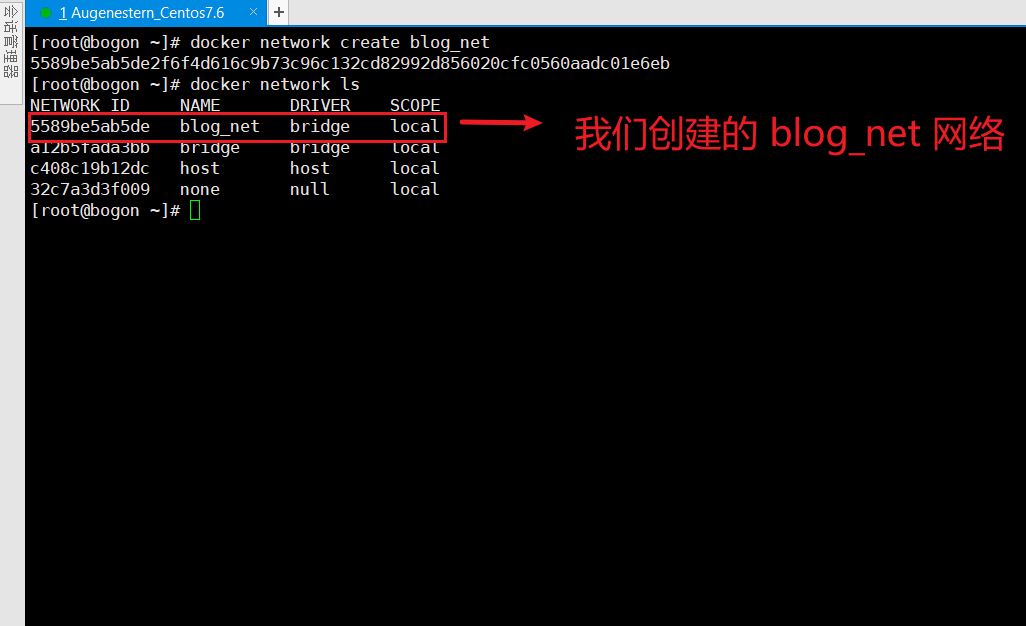 会话管理器
1 Augenestern_Centos7.6 × +
[root@bogon ~]# docker network create blog_net
5589be5ab5de2f6f4d616c9b73c96c132cd82992d856020cfc0560aadc01e6eb
[root@bogon ~]# docker network ls
NETWORK ID NAME DRIVER SCOPE
5589be5ab5de blog_net bridge local
我们创建的 blog_net 网络
a12b5fada3bb bridge bridge local
c408c19b12dc host host local
32c7a3d3f009 none null local
[root@bogon ~]#